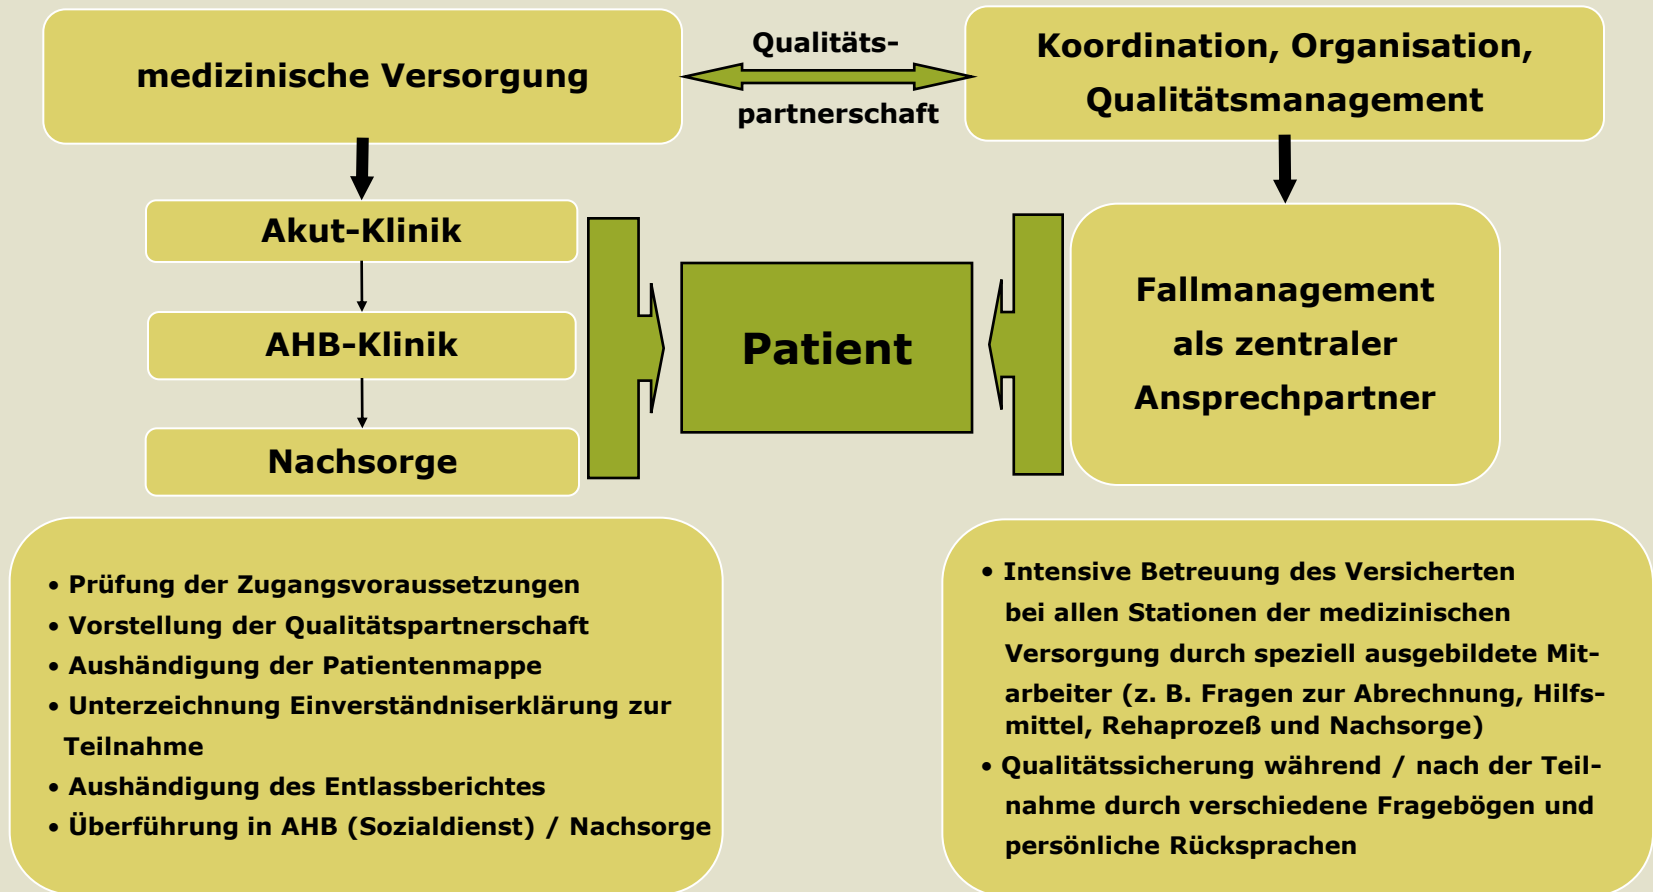 medizinische Versorgung
Qualitäts-
partnerschaft
Koordination, Organisation,
Qualitätsmanagement
Akut-Klinik
AHB-Klinik
Nachsorge
Patient
Fallmanagement
als zentraler
Ansprechpartner
• Prüfung der Zugangsvoraussetzungen
• Vorstellung der Qualitätspartnerschaft
• Aushändigung der Patientenmappe
• Unterzeichnung Einverständniserklärung zur
Teilnahme
• Aushändigung des Entlassberichtes
• Überführung in AHB (Sozialdienst) / Nachsorge
• Intensive Betreuung des Versicherten
bei allen Stationen der medizinischen
Versorgung durch speziell ausgebildete Mit-
arbeiter (z. B. Fragen zur Abrechnung, Hilfs-
mittel, Rehaprozeß und Nachsorge)
• Qualitätssicherung während / nach der Teil-
nahme durch verschiedene Fragebögen und
persönliche Rücksprachen